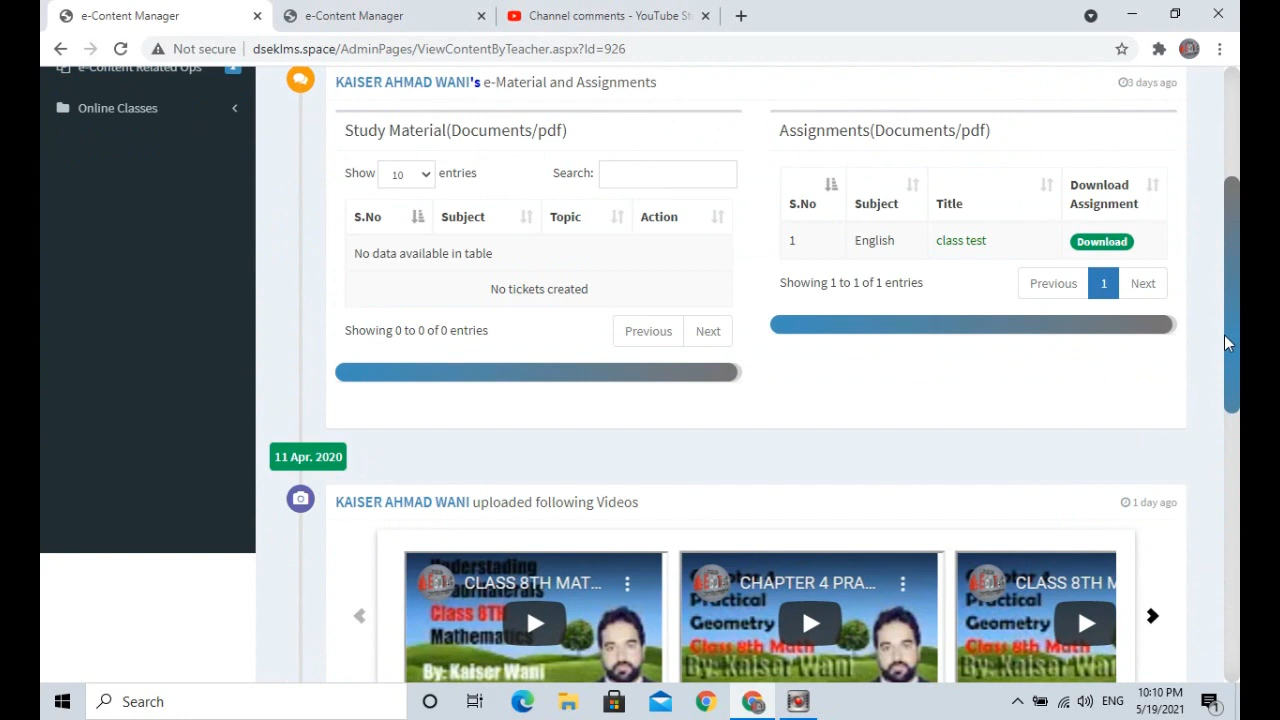 e-Content Manager
e-Content Manager
Channel comments - YouTube St
Not secure
dseklms.space/AdminPages/ViewContentByTeacher.aspx?Id=926
e-Content Related Ops
Online Classes
KAISER AHMAD WANI's e-Material and Assignments
3 days ago
Study Material(Documents/pdf)
Show 10 entries
Search:
S.No Subject Topic Action
No data available in table
No tickets created
Showing 0 to 0 of 0 entries
Previous Next
Assignments(Documents/pdf)
S.No Subject Title Download Assignment
1 English class test Download
Showing 1 to 1 of 1 entries
Previous 1 Next
11 Apr. 2020
KAISER AHMAD WANI uploaded following Videos
1 day ago
CLASS 8TH MAT...
Understading
Class 8TH
Mathematics
By: Kaiser Wani
CHAPTER 4 PRA...
Practical
Geometry
Class 8th Math
By: Kaiser Wani
CLASS 8TH M
Practical
Geometry
Class 8th Math
By: Kaiser Wani
Search
ENG
10:10 PM
5/19/2021
1